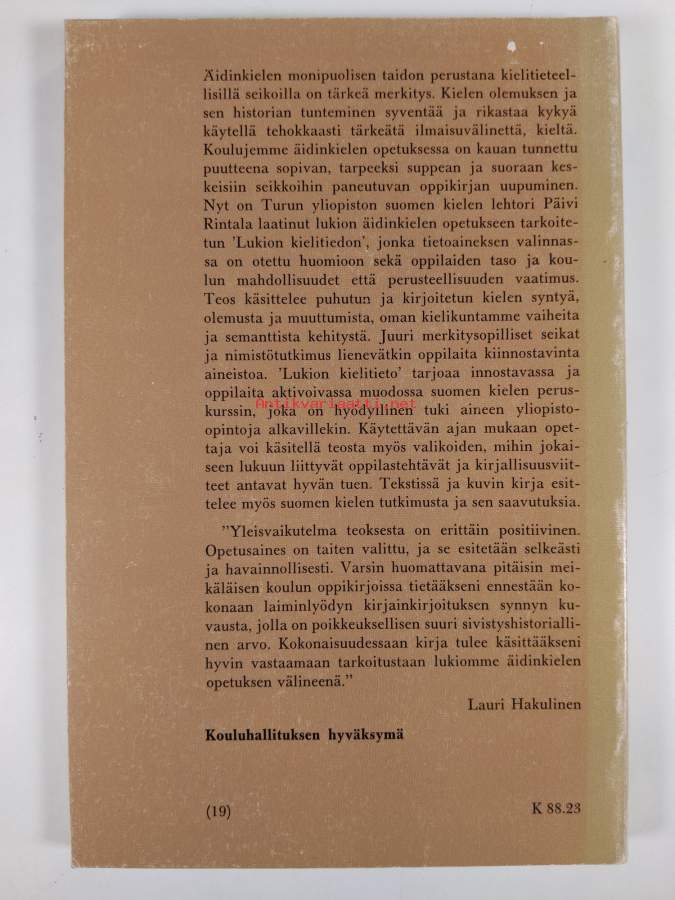 Äidinkielen monipuolisen taidon perustana kielitieteel-
lisillä seikoilla on tärkeä merkitys. Kielen olemuksen ja
sen historian tunteminen syventää ja rikastaa kykyä
käytellä tehokkaasti tärkeätä ilmaisuvälinettä, kieltä.
Koulujemme äidinkielen opetuksessa on kauan tunnettu
puutteena sopivan, tarpeeksi suppean ja suoraan kes-
keisiin seikkoihin paneutuvan oppikirjan uupuminen.
Nyt on Turun yliopiston suomen kielen lehtori Päivi
Rintala laatinut lukion äidinkielen opetukseen tarkoite-
tun 'Lukion kielitiedon', jonka tietoaineksen valinnas-
sa on otettu huomioon sekä oppilaiden taso ja kou-
lun mahdollisuudet että perusteellisuuden vaatimus.
Teos käsittelee puhutun ja kirjoitetun kielen syntyä,
olemusta ja muuttumista, oman kielikuntamme vaiheita
ja semanttista kehitystä. Juuri merkitysopilliset seikat
ja nimistötutkimus lienevätkin oppilaita kiinnostavinta
aineistoa. 'Lukion kielitieto' tarjoaa innostavassa ja
oppilaita aktivoivassa muodossa suomen kielen perus-
Antikvariaatti.net
kurssin, joka on hyödyllinen tuki aineen yliopisto-
opintoja alkavillekin. Käytettävän ajan mukaan opet-
taja voi käsitellä teosta myös valikoiden, mihin jokai-
seen lukuun liittyvät oppilastehtävät ja kirjallisuusviit-
teet antavat hyvän tuen. Tekstissä ja kuvin kirja esit-
telee myös suomen kielen tutkimusta ja sen saavutuksia.
"Yleisvaikutelma teoksesta on erittäin positiivinen.
Opetusaines on taiten valittu, ja se esitetään selkeästi
ja havainnollisesti. Varsin huomattavana pitäisin mei-
käläisen koulun oppikirjoissa tietääkseni ennestään ko-
konaan laiminlyödyn kirjainkirjoituksen synnyn ku-
vausta, jolla on poikkeuksellisen suuri sivistyshistorialli-
nen arvo. Kokonaisuudessaan kirja tulee käsittääkseni
hyvin vastaamaan tarkoitustaan lukiomme äidinkielen
opetuksen välineenä."
Lauri Hakulinen
Kouluhallituksen hyväksymä
(19)
K 88.23